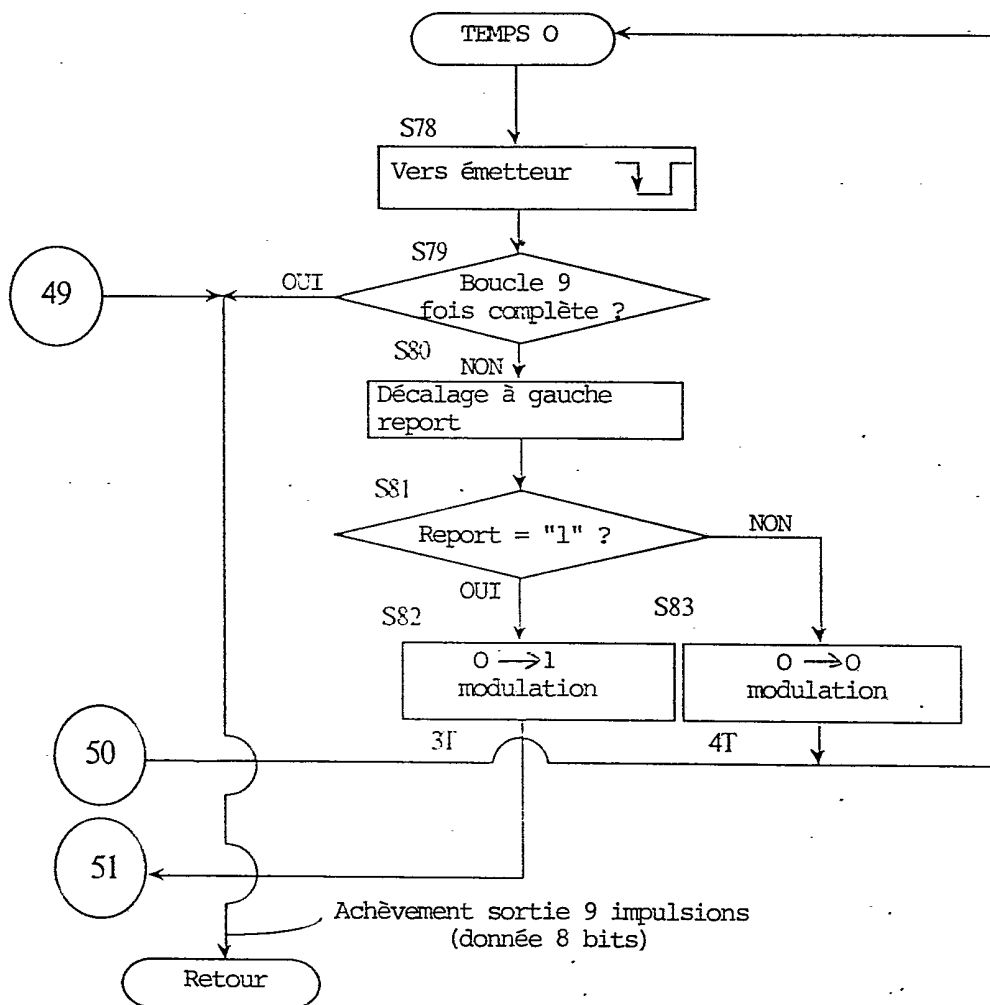 TEMPS O
S78
Vers émetteur
S79
49
OUI
Boucle 9
fois complète ?
S80
NON
Décalage à gauche
report
S81
Report = "1" ?
NON
OUI
S82
S83
0 → 1
modulation
0 → 0
modulation
3T
4T
50
51
Achèvement sortie 9 impulsions
(donnée 8 bits)
Retour